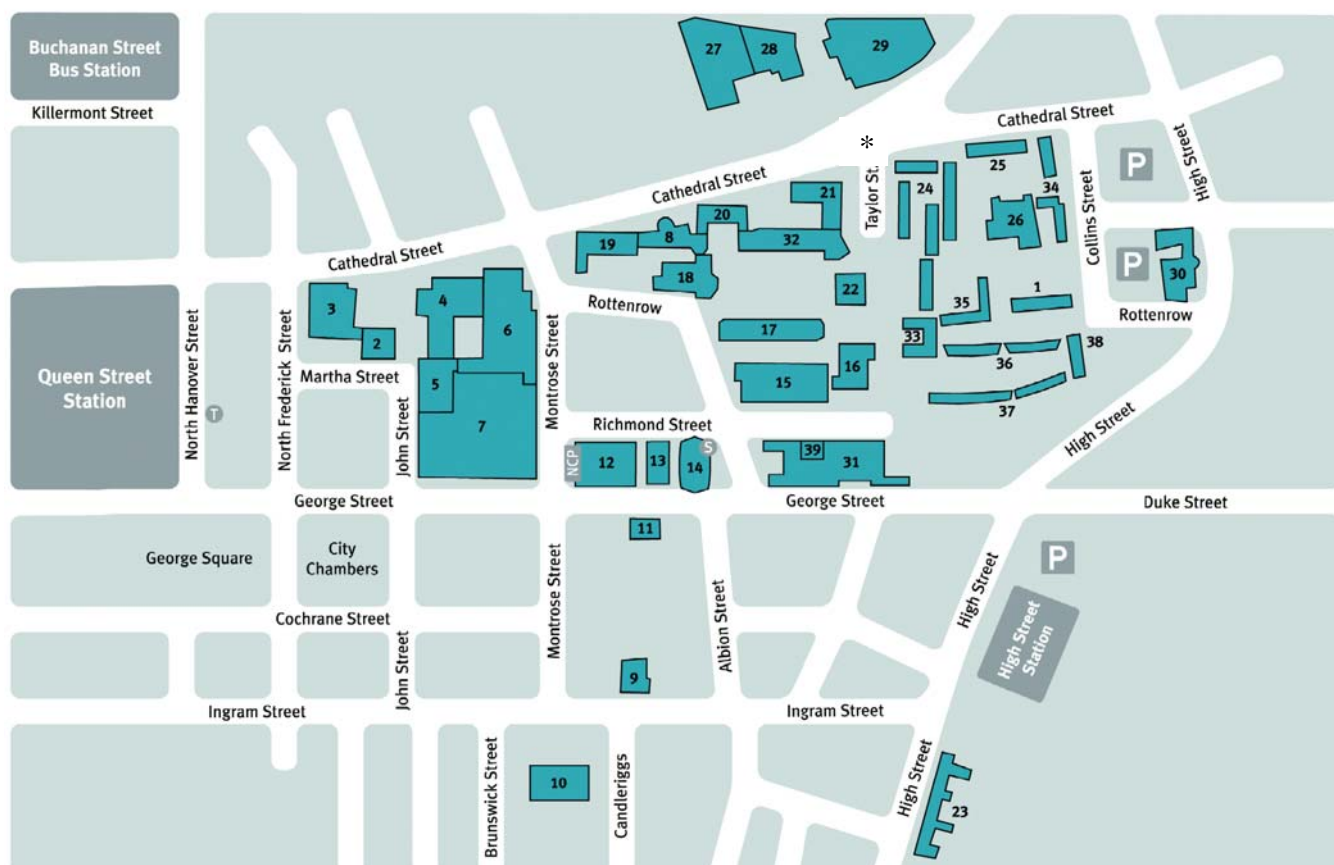 Buchanan Street
Bus Station
Killermont Street
27
28
29
Cathedral Street
*
Cathedral Street
Taylor St
25
24
34
P
High Street
21
20
8
19
32
26
Collins Street
Cathedral Street
18
22
P
30
3
4
6
Rottenrow
35
1
Rottenrow
2
17
33
38
Queen Street
Station
North Hanover Street
North Frederick Street
Martha Street
5
Montrose Street
15
16
36
37
T
John Street
7
Richmond Street
High Street
NCP
12
13
14
S
39
31
George Street
George Street
Duke Street
11
George Square
City
Chambers
P
Montrose Street
Albion Street
High Street
High Street
Station
Cochrane Street
John Street
9
Ingram Street
Ingram Street
Brunswick Street
10
Candleriggs
High Street
23